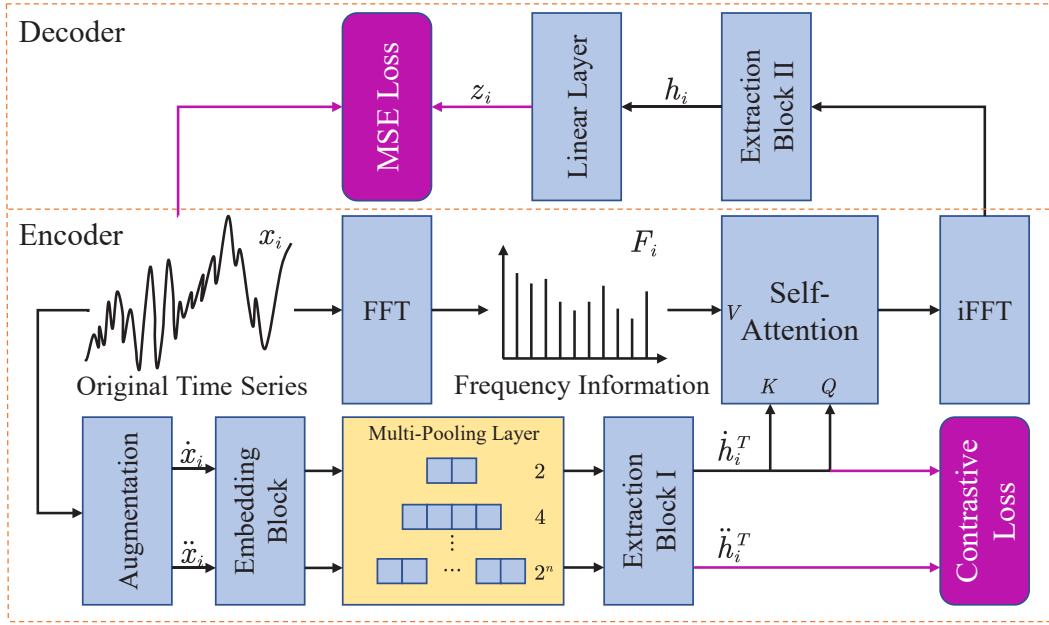 Decoder
MSE Loss
z_i
Linear Layer
h_i
Extraction
Block II
Encoder
x_i
Original Time Series
FFT
F_i
Frequency Information
V
Self-
Attention
K
Q
iFFT
Augmentation
ẋ_i
ẍ_i
Embedding
Block
Multi-Pooling Layer
2
4
⋮
...
2ⁿ
Extraction
Block I
ḣ_i^T
ḧ_i^T
Contrastive
Loss